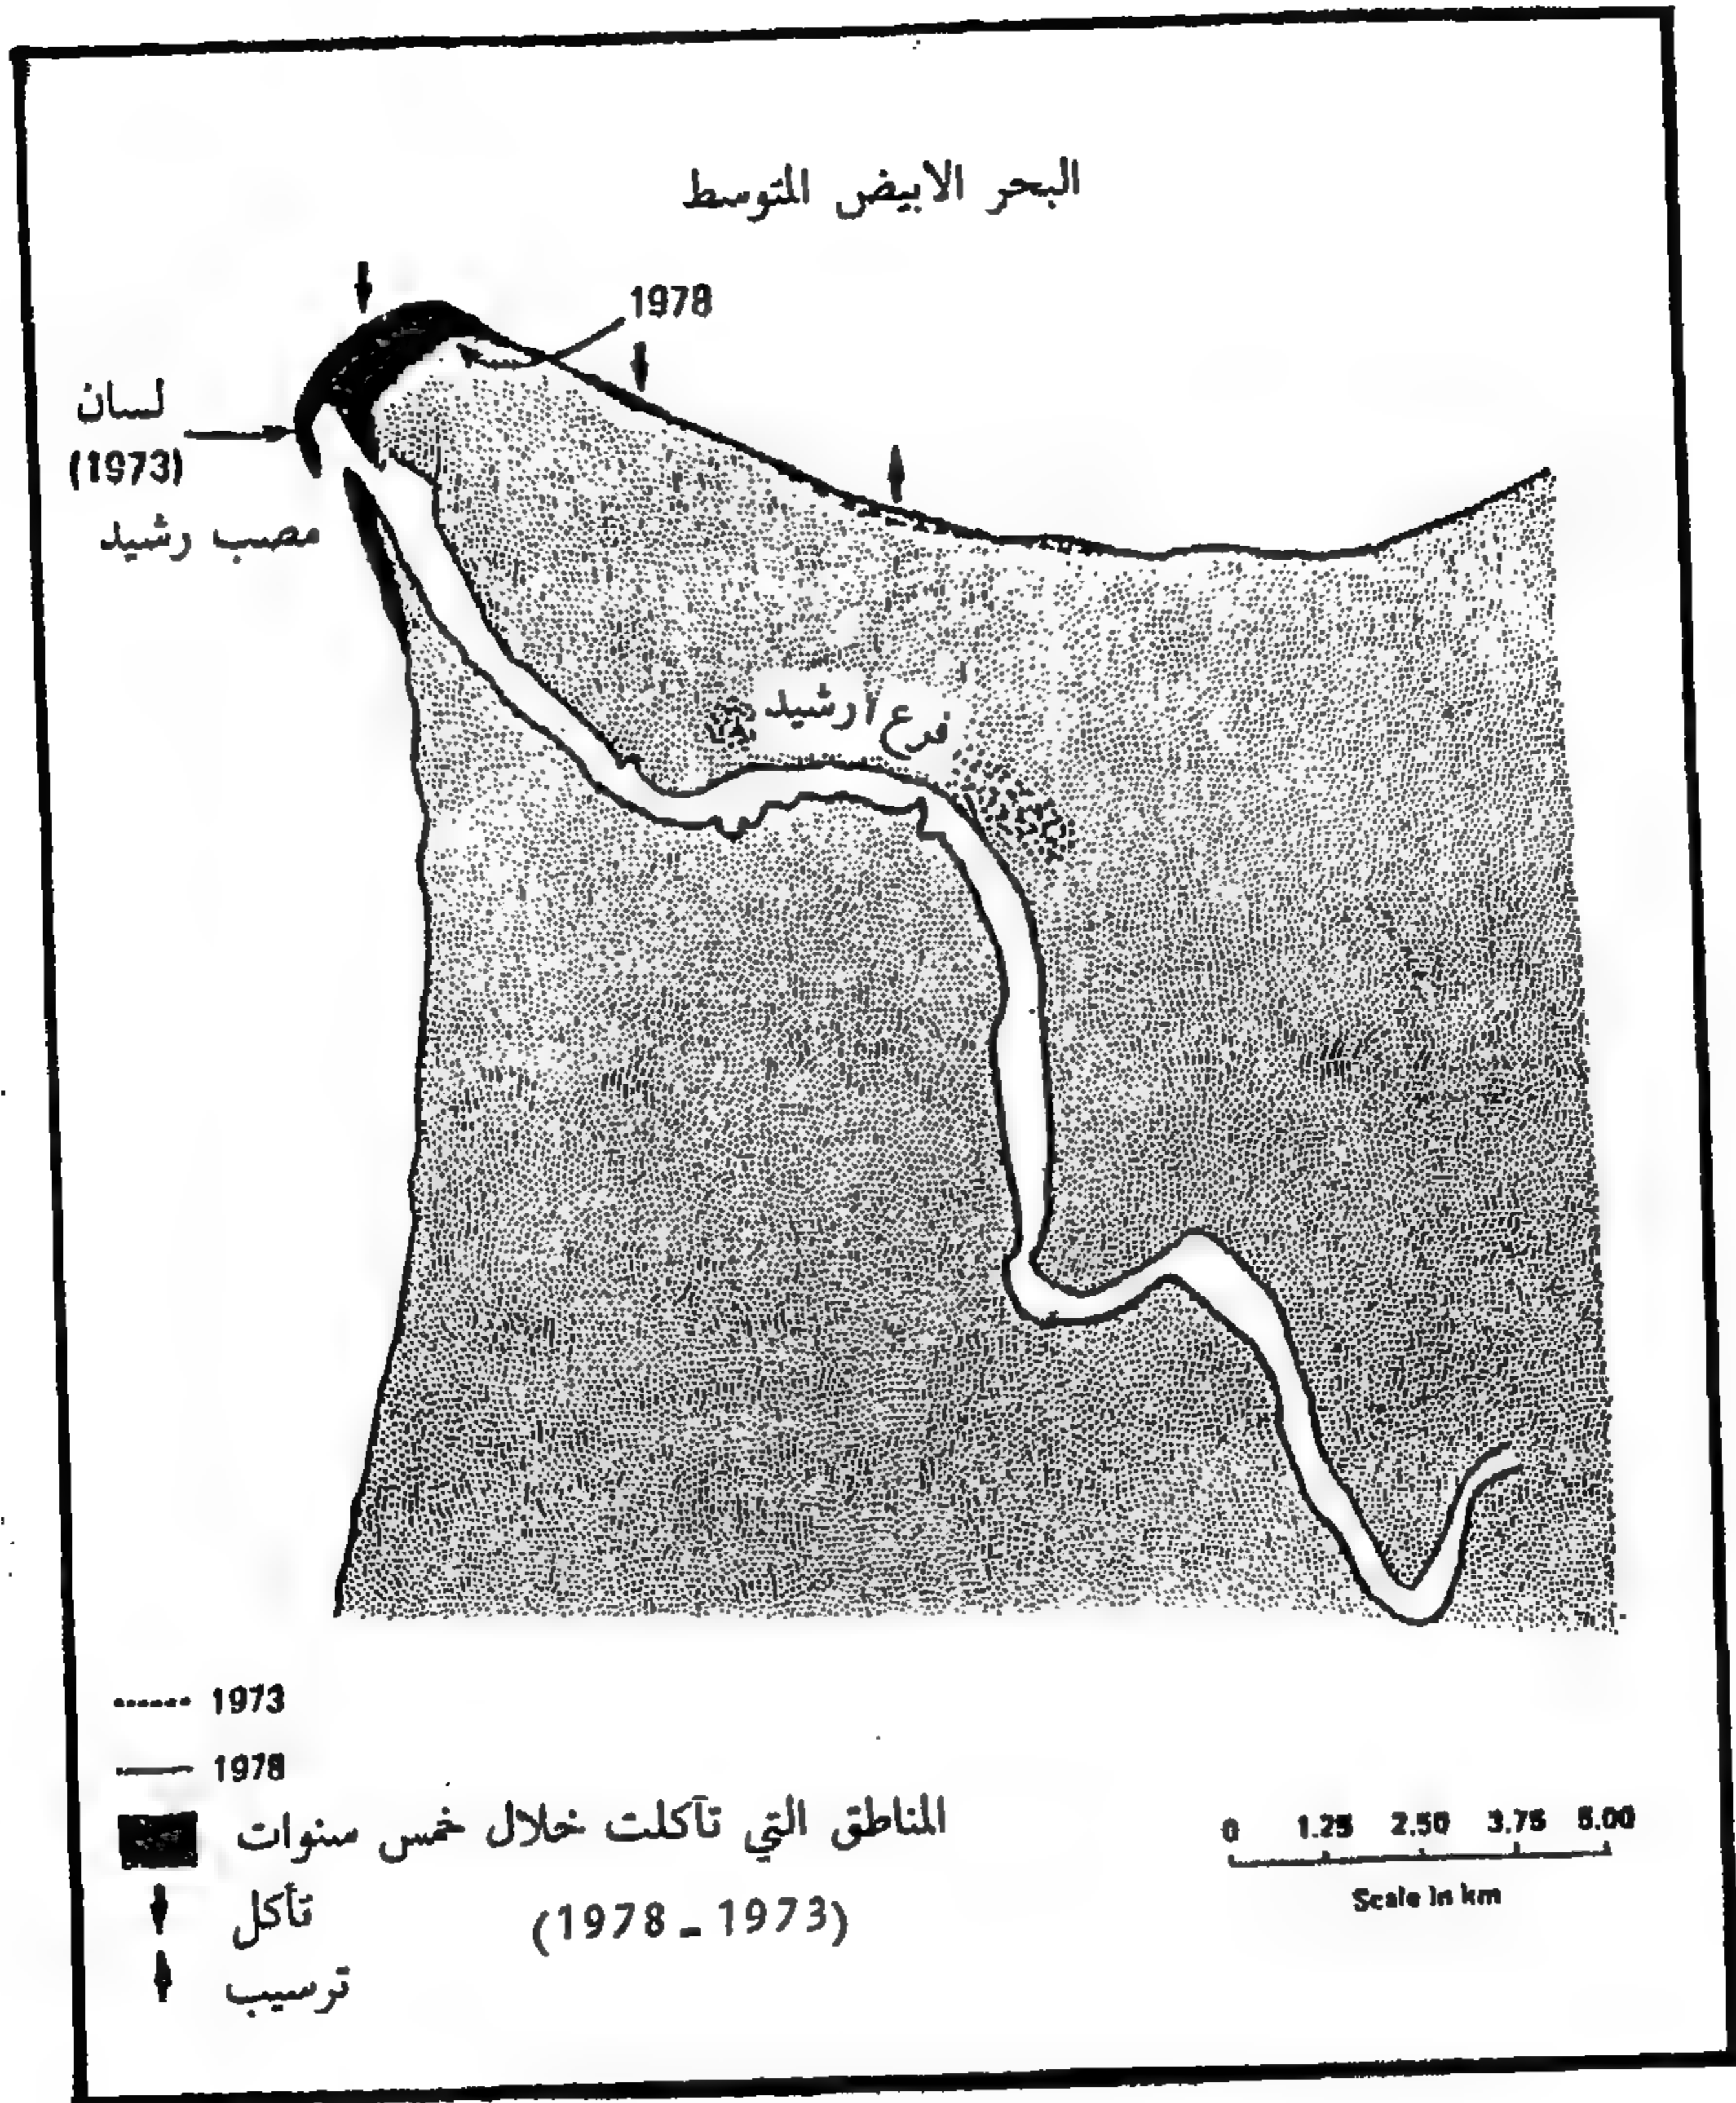 البحر الابيض المتوسط
1978
لسان
(1973)
مصب رشيد
فرع رشيد
1973
1978
المناطق التي تآكلت خلال خمس سنوات
(1973 - 1978)
تأكل
ترسيب
0 1.25 2.50 3.75 5.00
Scale in km